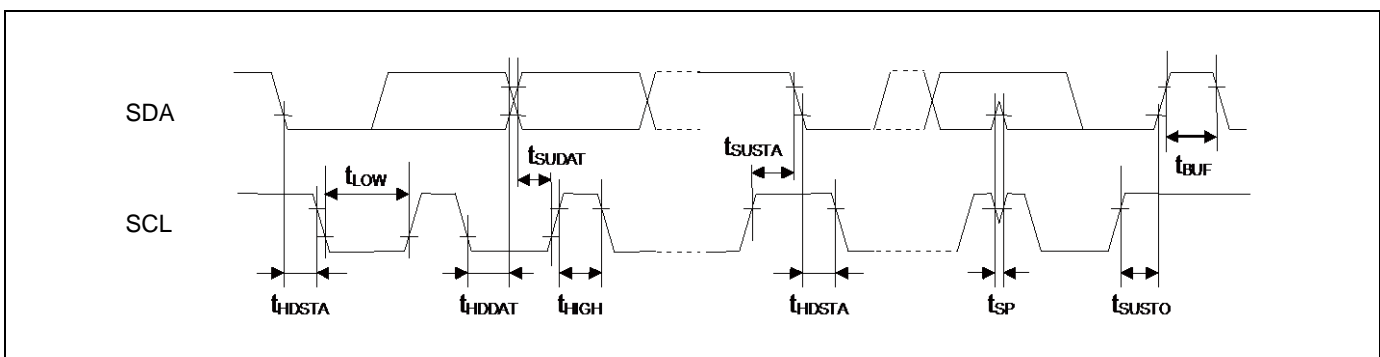 SDA
tSUDAT
tSUSTA
tBUF
tLOW
SCL
tHDSTA
tHDDAT
tHIGH
tHDSTA
tSP
tSUSTO